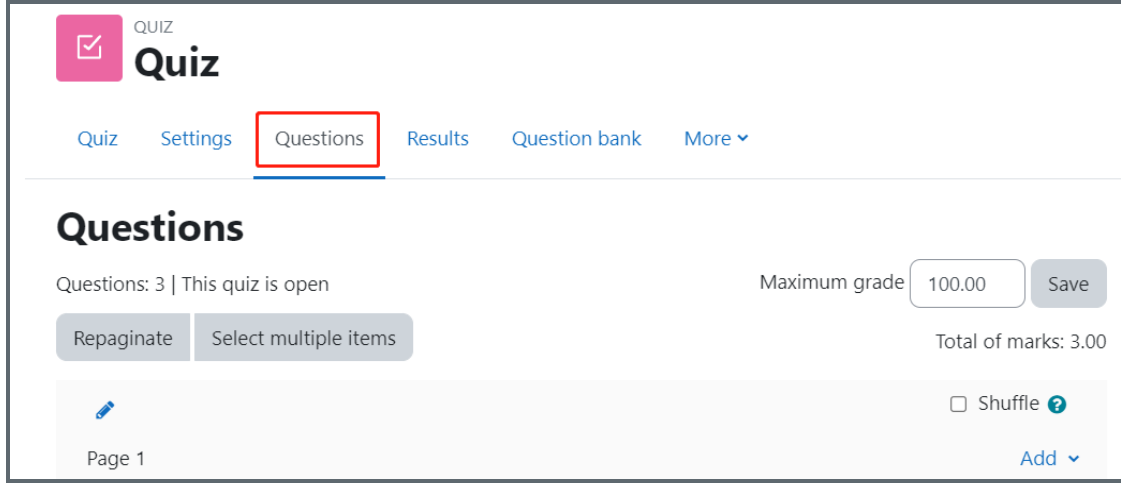 QUIZ
Quiz
Quiz Settings Questions Results Question bank More
Questions
Questions: 3 | This quiz is open
Maximum grade 100.00 Save
Repaginate Select multiple items
Total of marks: 3.00
Shuffle ?
Page 1
Add